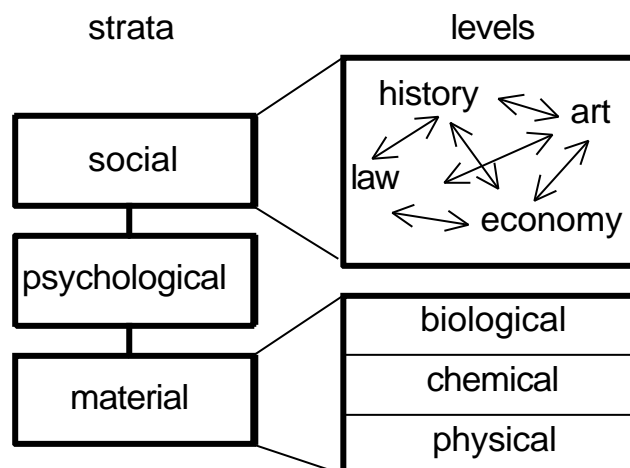 strata
levels
history
art
social
law
economy
psychological
biological
material
chemical
physical